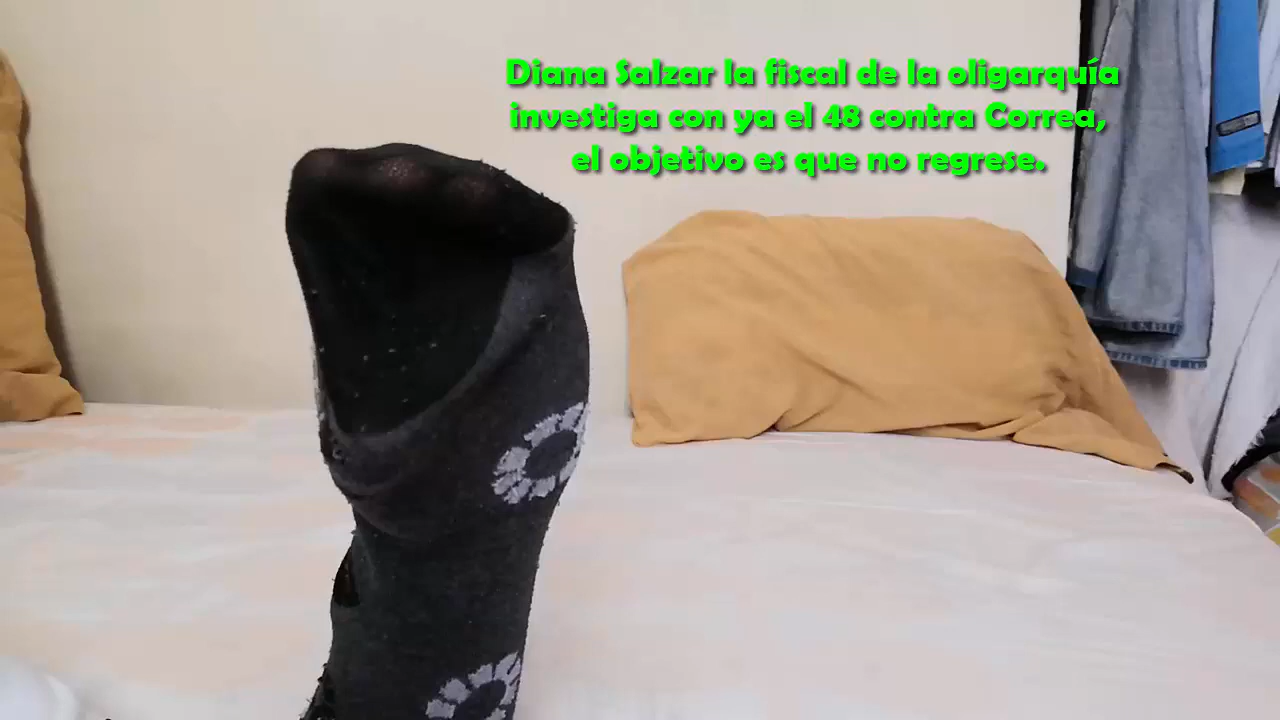 Diana Salzar la fiscal de la oligarquía
investiga con ya el 48 contra Correa,
el objetivo es que no regrese.